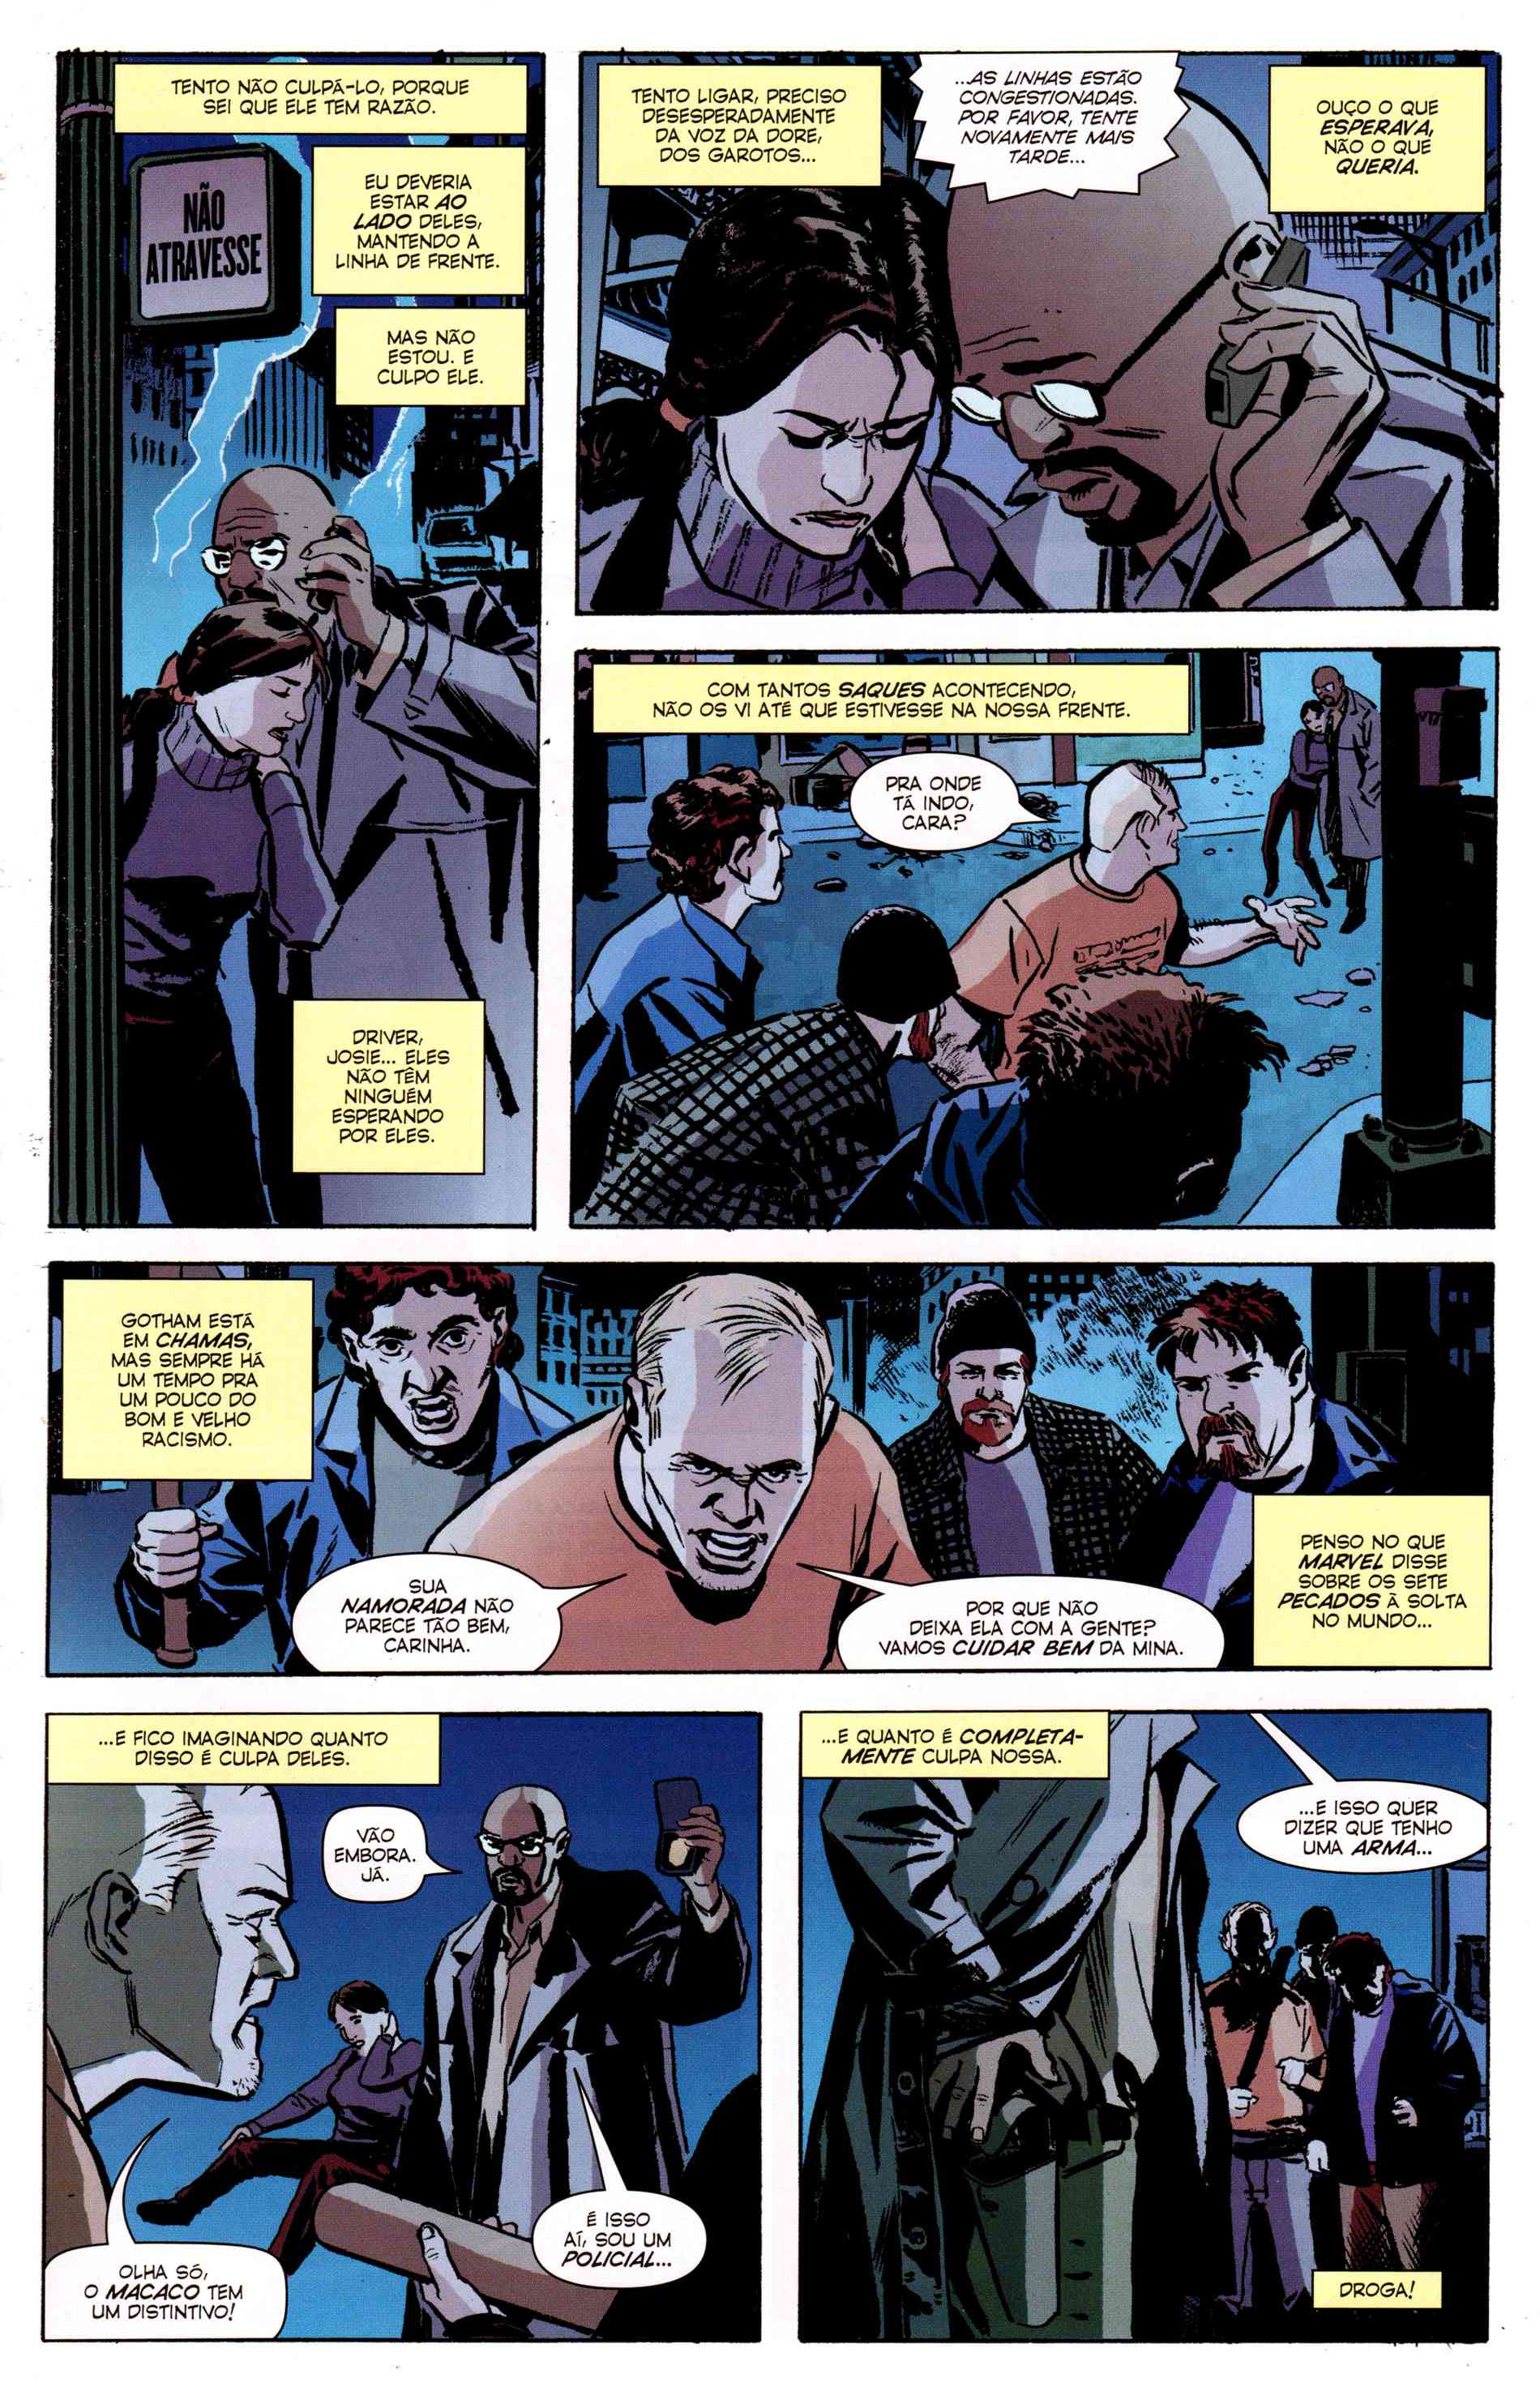 TENTO NÃO CULPÁ-LO, PORQUE
SEI QUE ELE TEM RAZÃO.
NÃO
ATRAVESSE
EU DEVERIA
ESTAR AO
LADO DELES,
MANTENDO A
LINHA DE FRENTE.
MAS NÃO
ESTOU. E
CULPO ELE.
DRIVER,
JOSIE... ELES
NÃO TÊM
NINGUÉM
ESPERANDO
POR ELES.
TENTO LIGAR, PRECISO
DESESPERADAMENTE
DA VOZ DA DORE,
DOS GAROTOS...
...AS LINHAS ESTÃO
CONGESTIONADAS.
POR FAVOR, TENTE
NOVAMENTE MAIS
TARDE...
OUÇO O QUE
ESPERAVA,
NÃO O QUE
QUERIA.
COM TANTOS SAQUES ACONTECENDO,
NÃO OS VI ATÉ QUE ESTIVESSE NA NOSSA FRENTE.
PRA ONDE
TÁ INDO,
CARA?
GOTHAM ESTÁ
EM CHAMAS,
MAS SEMPRE HÁ
UM TEMPO PRA
UM POUCO DO
BOM E VELHO
RACISMO.
SUA
NAMORADA NÃO
PARECE TÃO BEM,
CARINHA.
POR QUE NÃO
DEIXA ELA COM A GENTE?
VAMOS CUIDAR BEM DA MINA.
PENSO NO QUE
MARVEL DISSE
SOBRE OS SETE
PECADOS À SOLTA
NO MUNDO...
...E FICO IMAGINANDO QUANTO
DISSO É CULPA DELES.
VÃO
EMBORA.
JÁ.
OLHA SÓ,
O MACACO TEM
UM DISTINTIVO!
É ISSO
AÍ, SOU UM
POLICIAL...
...E QUANTO É COMPLETA-
MENTE CULPA NOSSA.
...E ISSO QUER
DIZER QUE TENHO
UMA ARMA...
DROGA!